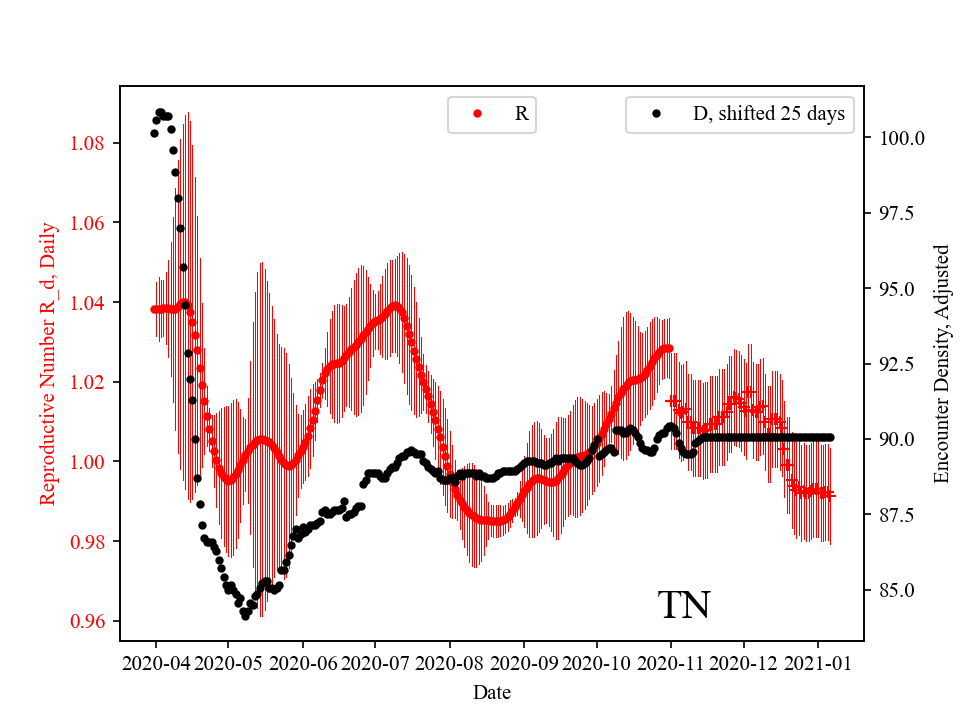 R
D, shifted 25 days
1.08
1.06
1.04
1.02
1.00
0.98
0.96
Reproductive Number R_d, Daily
100.0
97.5
95.0
92.5
90.0
87.5
85.0
Encounter Density, Adjusted
TN
2020-04 2020-05 2020-06 2020-07 2020-08 2020-09 2020-10 2020-11 2020-12 2021-01
Date